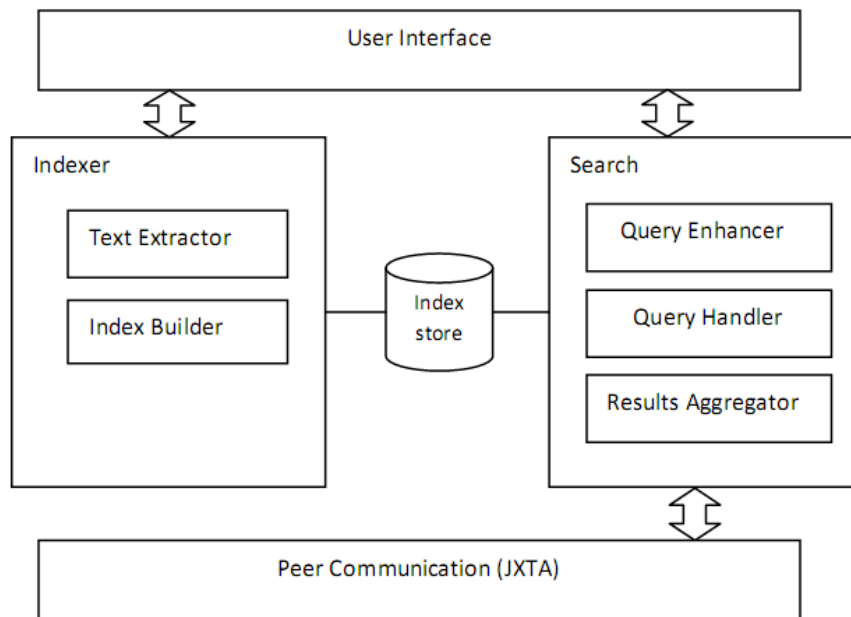 User Interface
Indexer
Text Extractor
Index Builder
Index
store
Search
Query Enhancer
Query Handler
Results Aggregator
Peer Communication (JXTA)